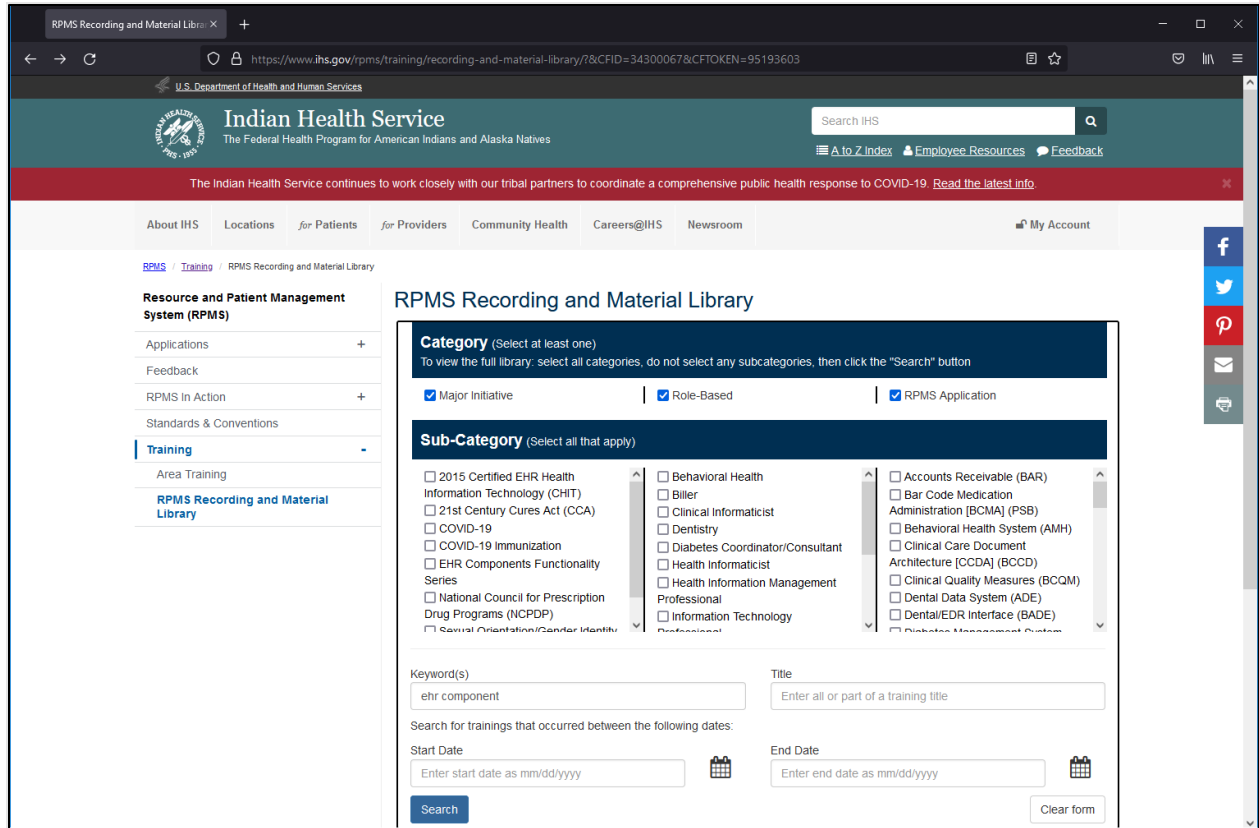 RPMS Recording and Material Librar
https://www.ihs.gov/rpms/training/recording-and-material-library/?&CFID=34300067&CFTOKEN=95193603
U.S. Department of Health and Human Services
Indian Health Service
The Federal Health Program for American Indians and Alaska Natives
Search IHS
A to Z Index
Employee Resources
Feedback
The Indian Health Service continues to work closely with our tribal partners to coordinate a comprehensive public health response to COVID-19. Read the latest info.
About IHS
Locations
for Patients
for Providers
Community Health
Careers@IHS
Newsroom
My Account
RPMS / Training / RPMS Recording and Material Library
Resource and Patient Management
System (RPMS)
Applications +
Feedback
RPMS In Action +
Standards & Conventions
Training -
Area Training
RPMS Recording and Material
Library
RPMS Recording and Material Library
Category (Select at least one)
To view the full library: select all categories, do not select any subcategories, then click the "Search" button
Major Initiative
Role-Based
RPMS Application
Sub-Category (Select all that apply)
2015 Certified EHR Health
Information Technology (CHIT)
21st Century Cures Act (CCA)
COVID-19
COVID-19 Immunization
EHR Components Functionality
Series
National Council for Prescription
Drug Programs (NCPDP)
Sexual Orientation/Gender Identity
Behavioral Health
Biller
Clinical Informaticist
Dentistry
Diabetes Coordinator/Consultant
Health Informaticist
Health Information Management
Professional
Information Technology
Professional
Accounts Receivable (BAR)
Bar Code Medication
Administration [BCMA] (PSB)
Behavioral Health System (AMH)
Clinical Care Document
Architecture [CCDA] (BCCD)
Clinical Quality Measures (BCQM)
Dental Data System (ADE)
Dental/EDR Interface (BADE)
Diabetes Management System
Keyword(s)
ehr component
Title
Enter all or part of a training title
Search for trainings that occurred between the following dates:
Start Date
Enter start date as mm/dd/yyyy
End Date
Enter end date as mm/dd/yyyy
Search
Clear form